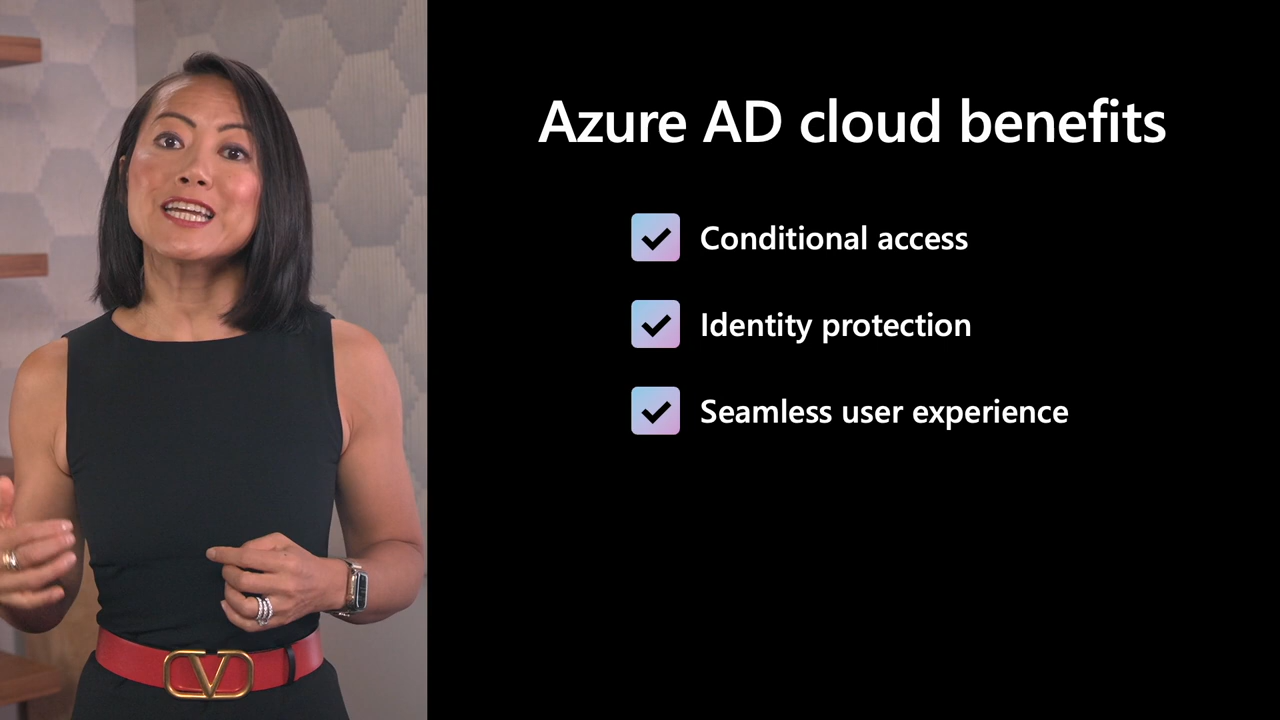 Azure AD cloud benefits
Conditional access
Identity protection
Seamless user experience